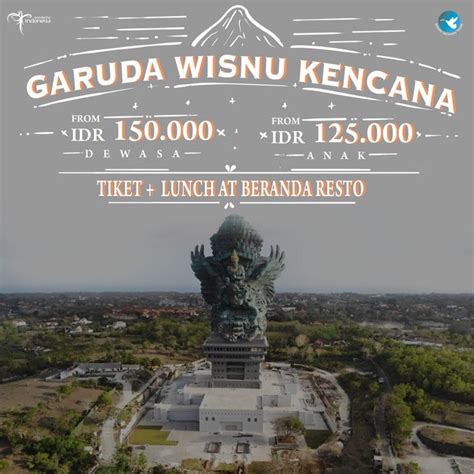 GARUDA WISNU KENCANA
FROM
IDR 150.000
DEWASA
FROM
IDR 125.000
ANAK
TIKET + LUNCH AT BERANDA RESTO